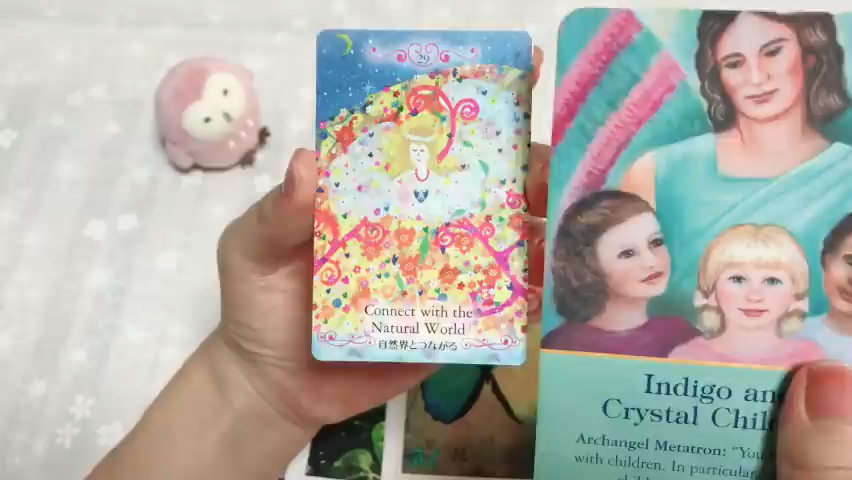 29
Connect with the
Natural World
自然界とつながる
Indigo an
Crystal Chil
Archangel Metatron: "You
with children. In particular